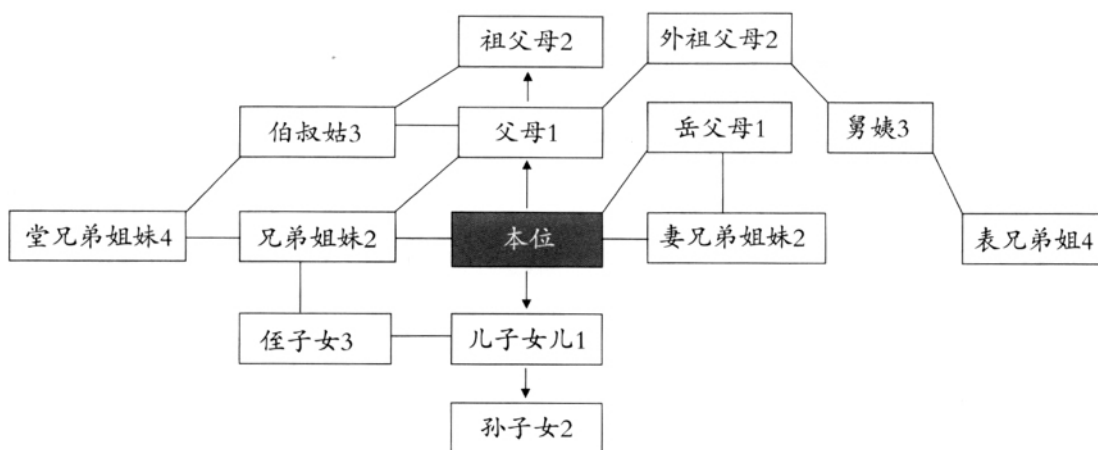 祖父母2
外祖父母2
伯叔姑3
父母1
岳父母1
舅姨3
堂兄弟姐妹4
兄弟姐妹2
本位
妻兄弟姐妹2
表兄弟姐4
侄子女3
儿子女儿1
孙子女2